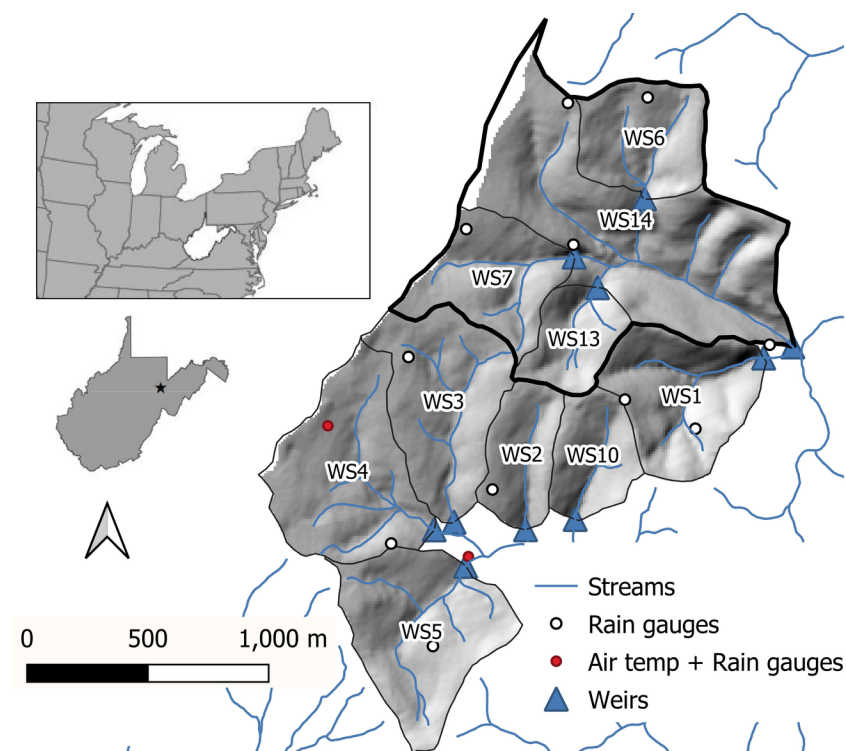 WS6
WS14
WS7
WS13
WS1
WS3
WS2
WS10
WS4
WS5
0 500 1,000 m
Streams
Rain gauges
Air temp + Rain gauges
Weirs